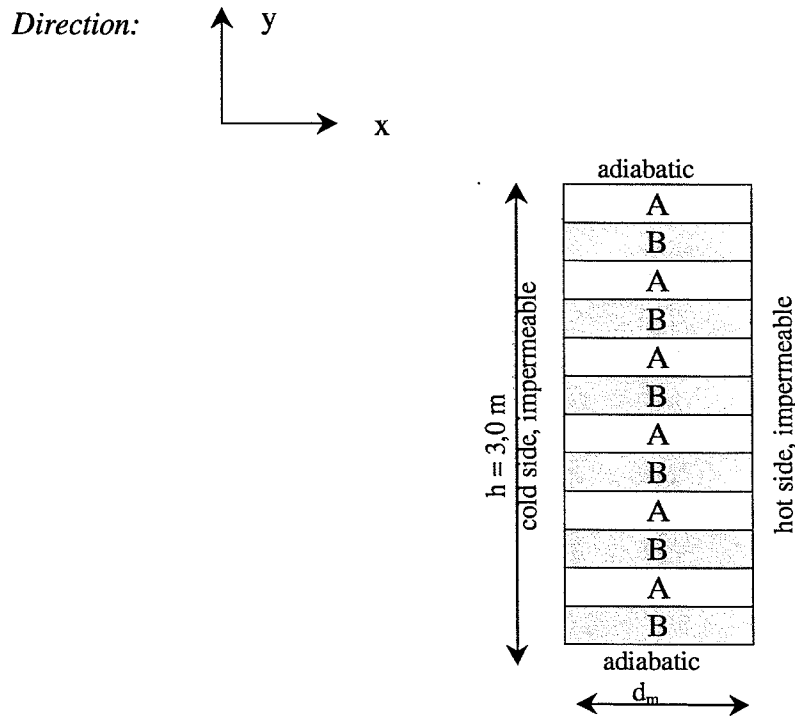 Direction:
y
x
adiabatic
A
B
A
B
A
B
A
B
A
B
A
B
h = 3,0 m
cold side, impermeable
hot side, impermeable
adiabatic
dm